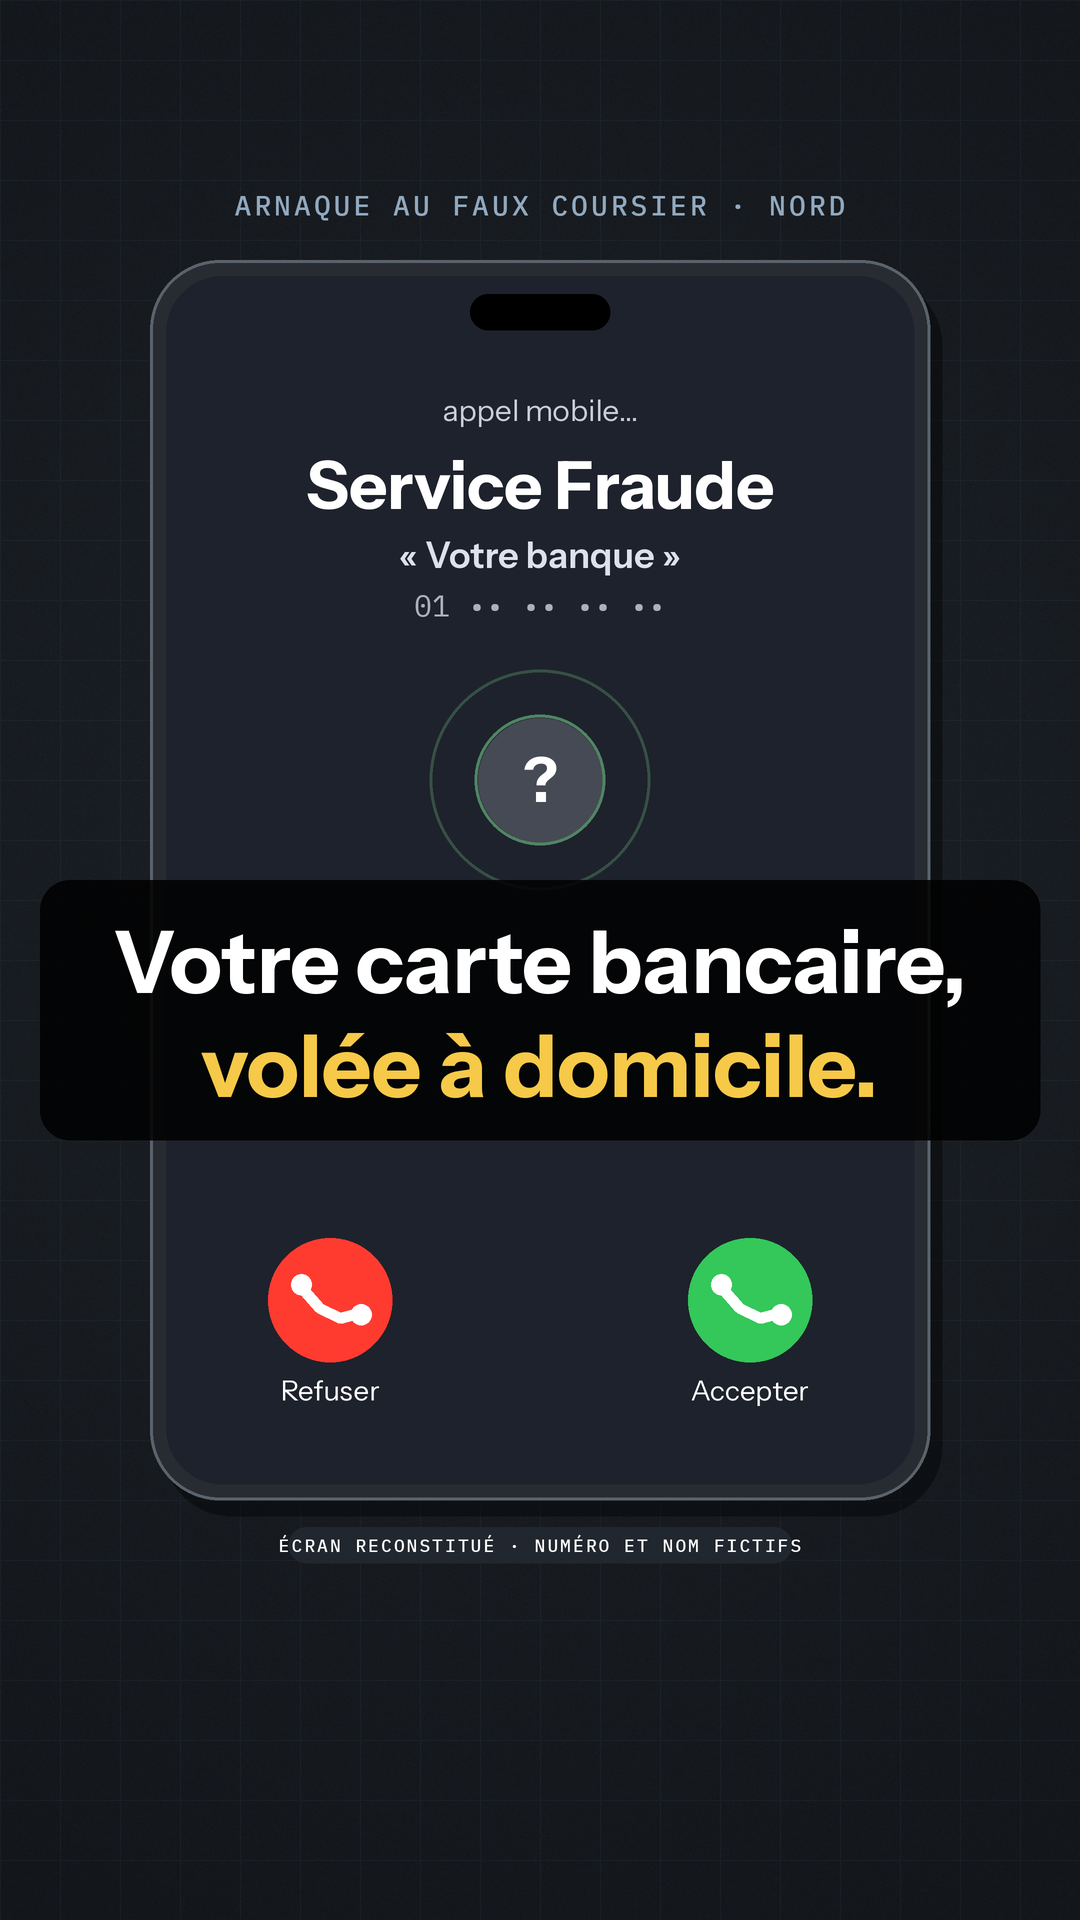 ARNAQUE AU FAUX COURSIER · NORD
appel mobile...
Service Fraude
« Votre banque »
01 •• •• •• ••
?
Votre carte bancaire,
volée à domicile.
Refuser
Accepter
ÉCRAN RECONSTITUÉ · NUMÉRO ET NOM FICTIFS